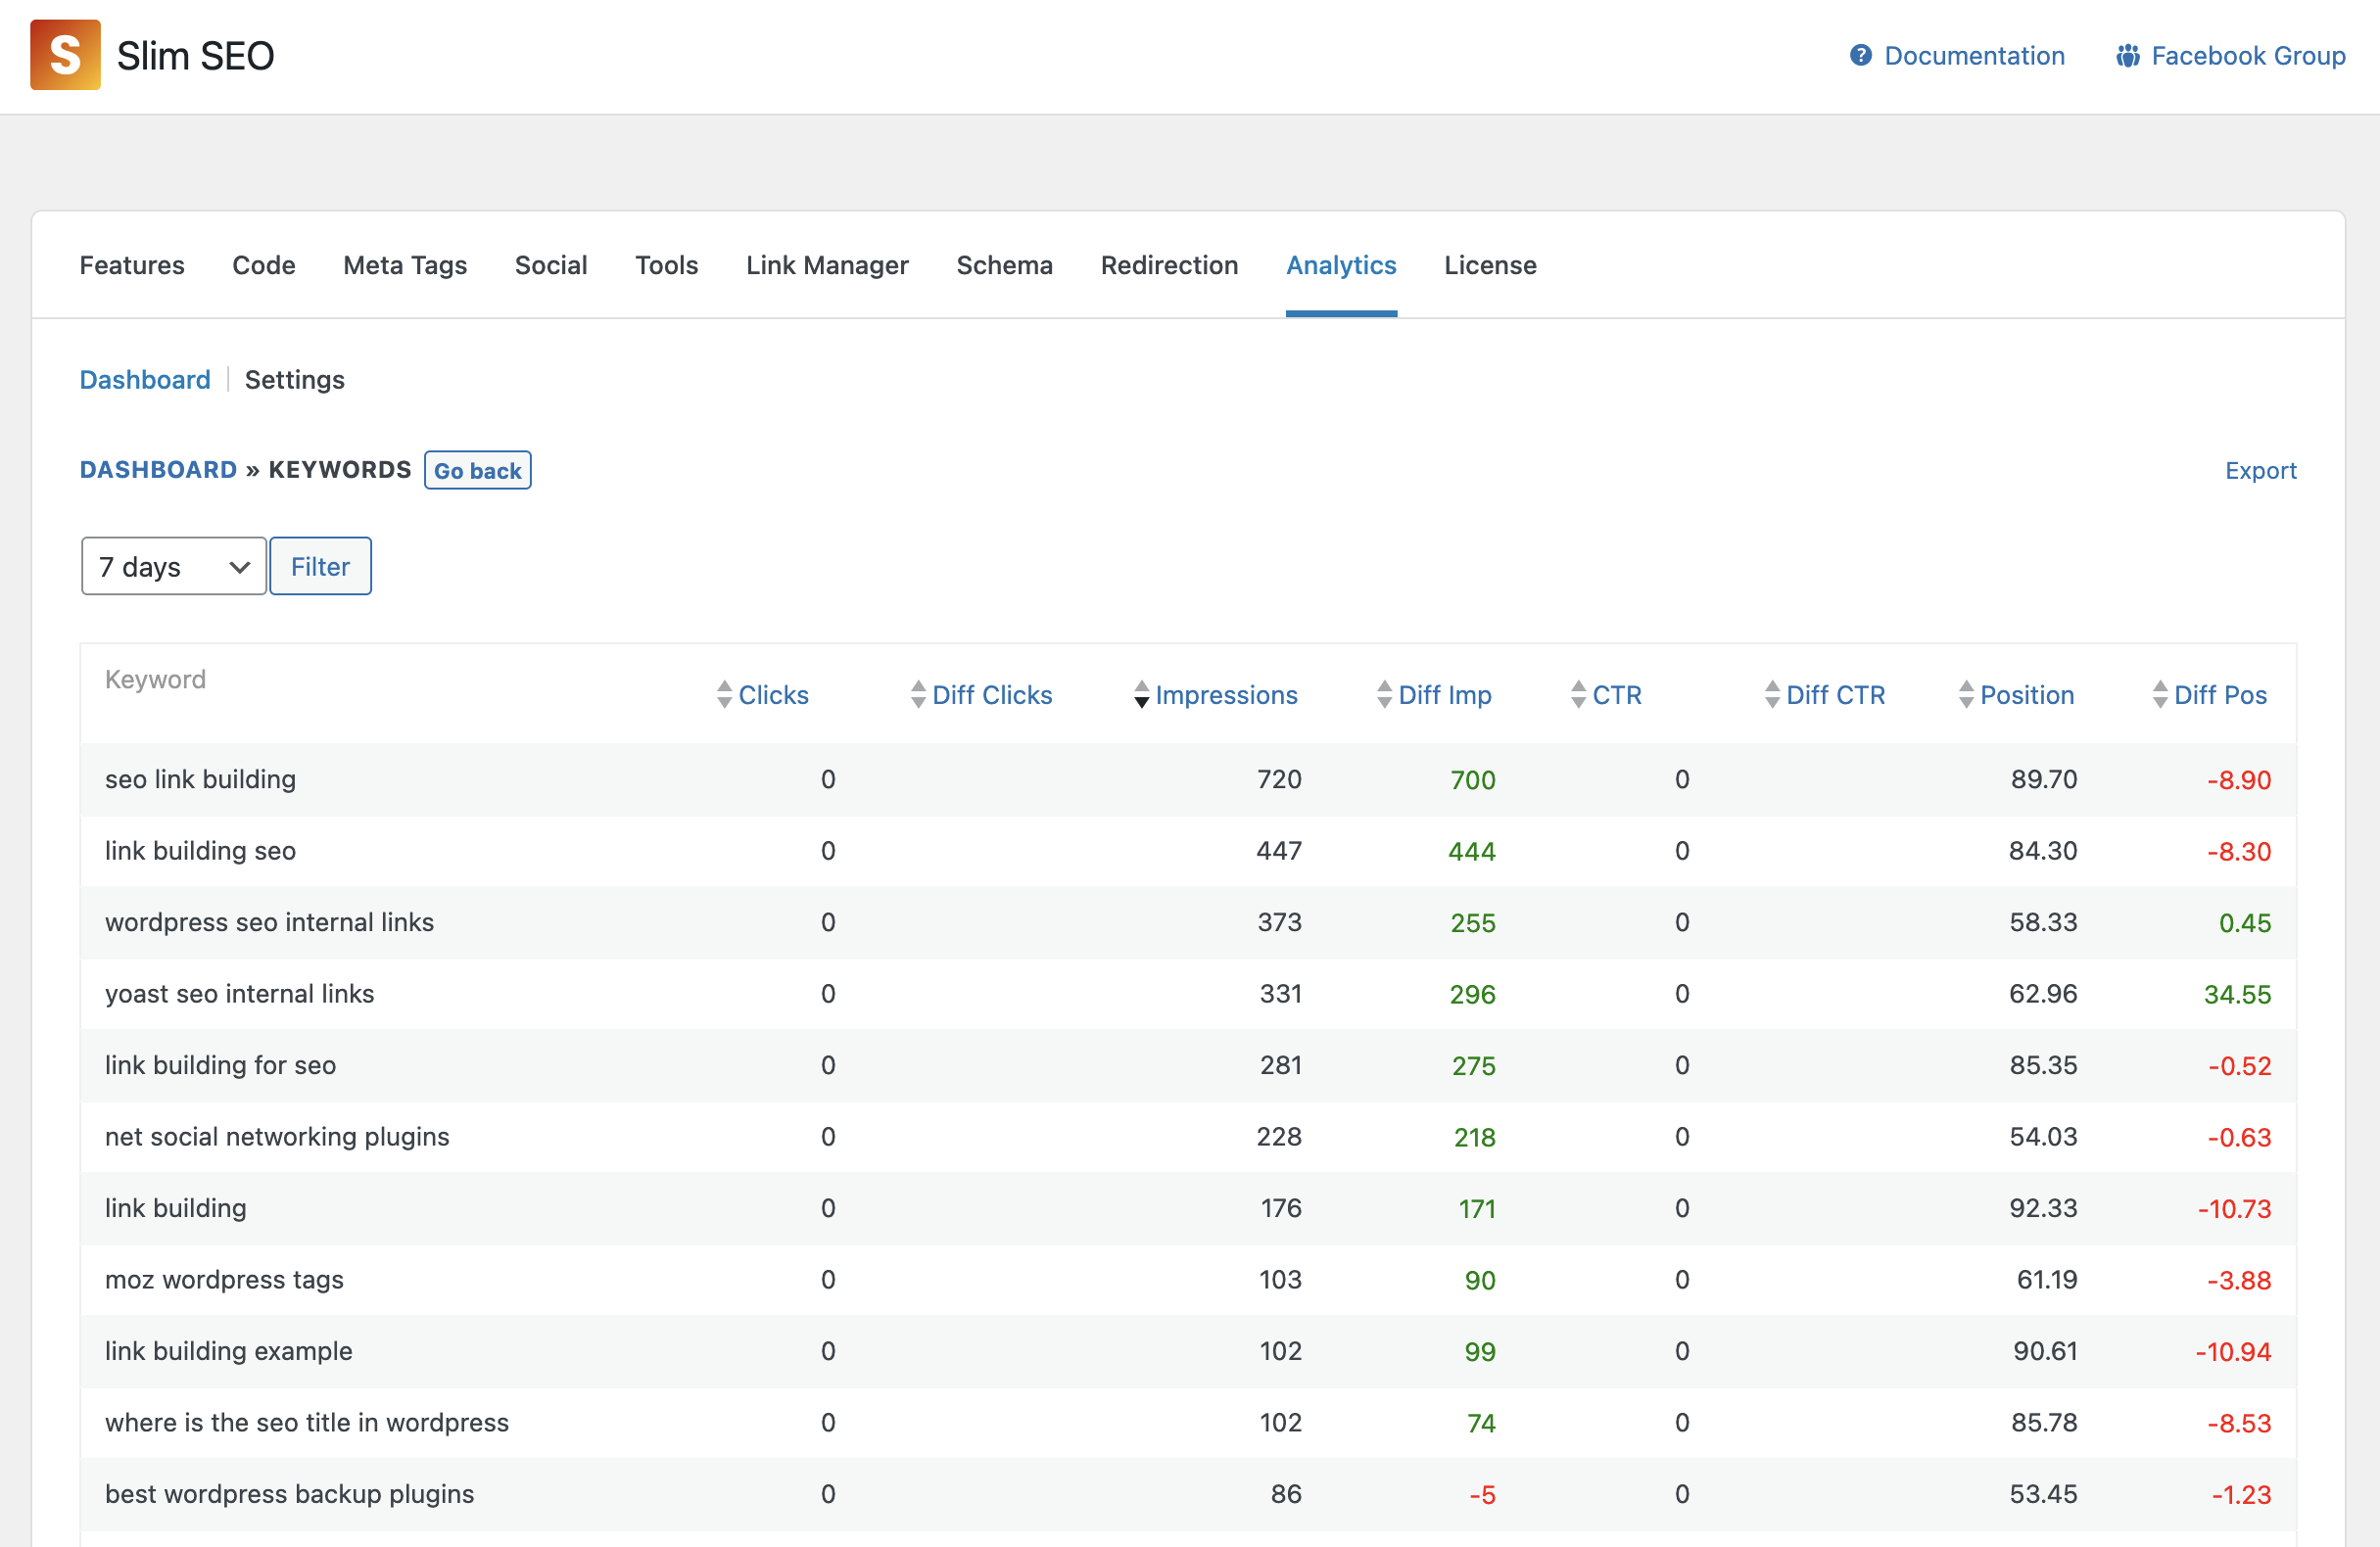 S Slim SEO Documentation Facebook Group
Features Code Meta Tags Social Tools Link Manager Schema Redirection Analytics License
Dashboard Settings
DASHBOARD » KEYWORDS Go back Export
7 days Filter
Keyword Clicks Diff Clicks Impressions Diff Imp CTR Diff CTR Position Diff Pos
seo link building 0 720 700 0 89.70 -8.90
link building seo 0 447 444 0 84.30 -8.30
wordpress seo internal links 0 373 255 0 58.33 0.45
yoast seo internal links 0 331 296 0 62.96 34.55
link building for seo 0 281 275 0 85.35 -0.52
net social networking plugins 0 228 218 0 54.03 -0.63
link building 0 176 171 0 92.33 -10.73
moz wordpress tags 0 103 90 0 61.19 -3.88
link building example 0 102 99 0 90.61 -10.94
where is the seo title in wordpress 0 102 74 0 85.78 -8.53
best wordpress backup plugins 0 86 -5 0 53.45 -1.23